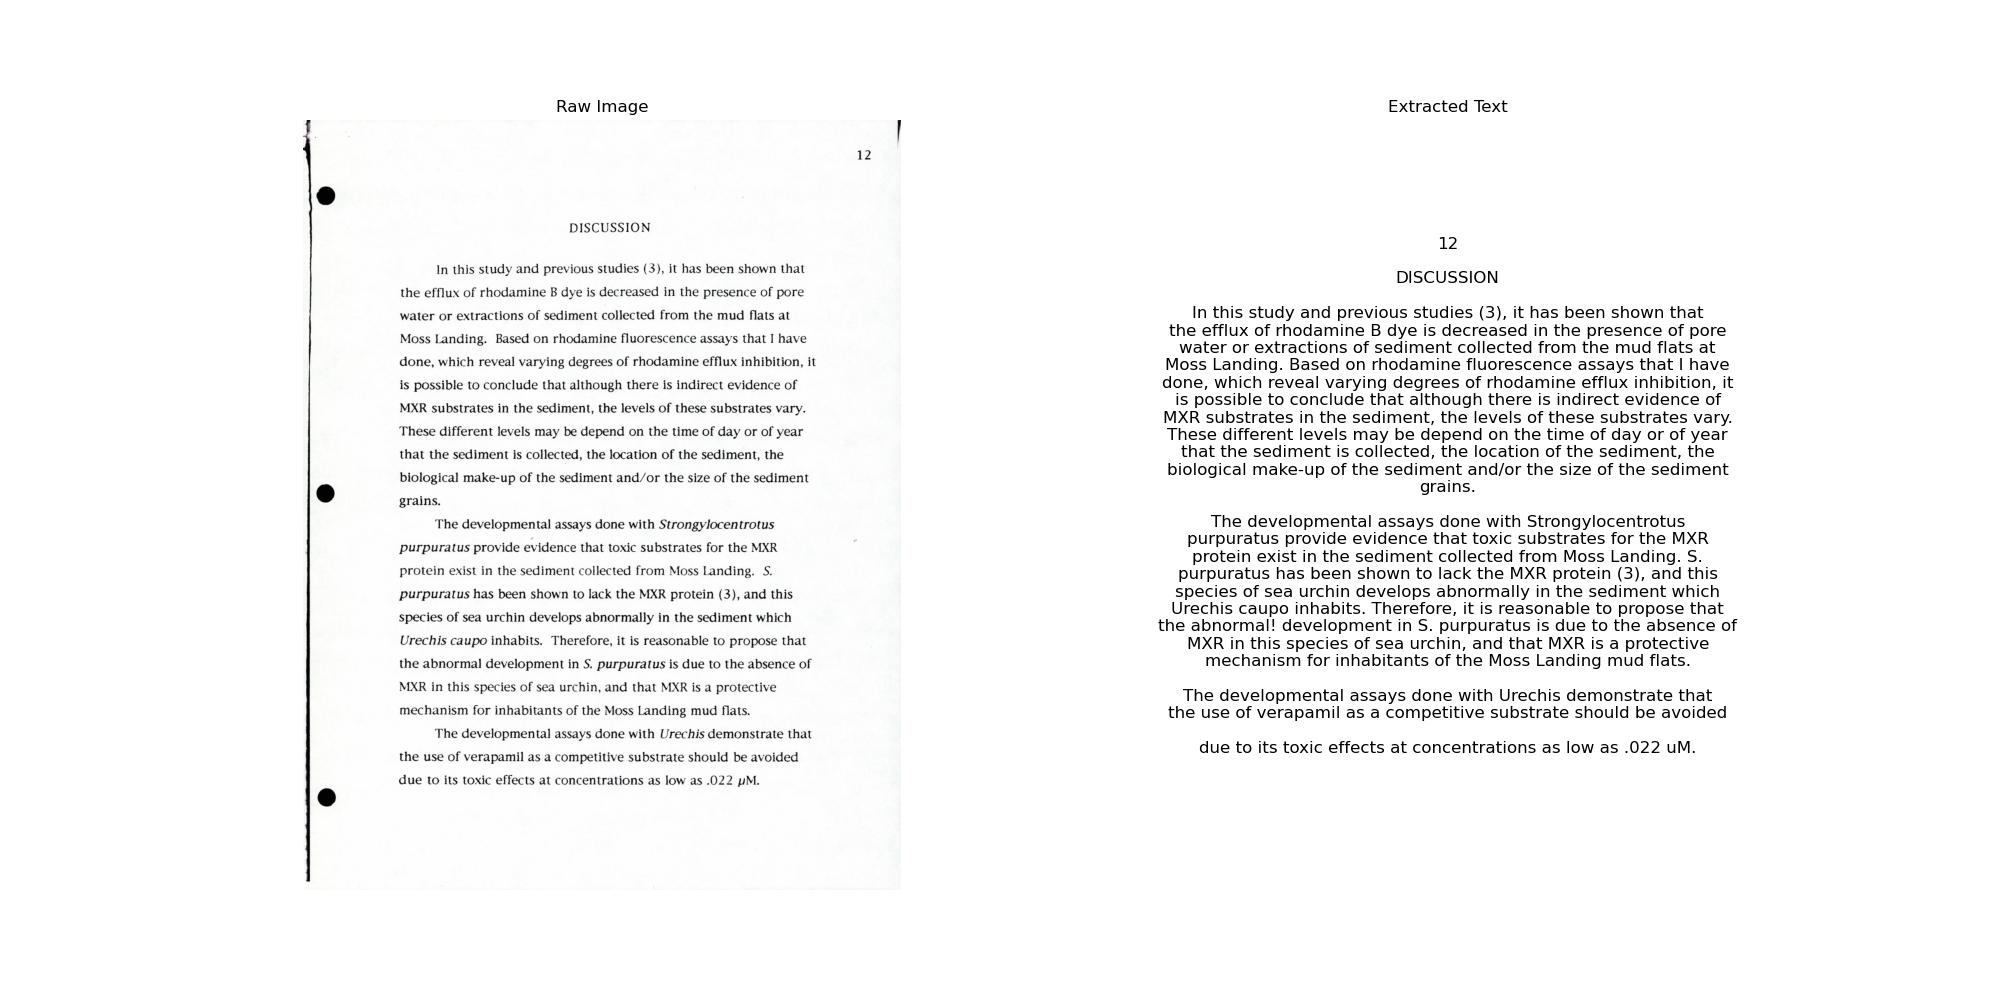 Raw Image
12
DISCUSSION
In this study and previous studies (3), it has been shown that
the efflux of rhodamine B dye is decreased in the presence of pore
water or extractions of sediment collected from the mud flats at
Moss Landing.  Based on rhodamine fluorescence assays that I have
done, which reveal varying degrees of rhodamine efflux inhibition, it
is possible to conclude that although there is indirect evidence of
MXR substrates in the sediment, the levels of these substrates vary.
These different levels may be depend on the time of day or of year
that the sediment is collected, the location of the sediment, the
biological make-up of the sediment and/or the size of the sediment
grains.
The developmental assays done with Strongylocentrotus
purpuratus provide evidence that toxic substrates for the MXR
protein exist in the sediment collected from Moss Landing.  S.
purpuratus has been shown to lack the MXR protein (3), and this
species of sea urchin develops abnormally in the sediment which
Urechis caupo inhabits.  Therefore, it is reasonable to propose that
the abnormal development in S. purpuratus is due to the absence of
MXR in this species of sea urchin, and that MXR is a protective
mechanism for inhabitants of the Moss Landing mud flats.
The developmental assays done with Urechis demonstrate that
the use of verapamil as a competitive substrate should be avoided
due to its toxic effects at concentrations as low as .022 µM.
Extracted Text
12
DISCUSSION
In this study and previous studies (3), it has been shown that
the efflux of rhodamine B dye is decreased in the presence of pore
water or extractions of sediment collected from the mud flats at
Moss Landing. Based on rhodamine fluorescence assays that I have
done, which reveal varying degrees of rhodamine efflux inhibition, it
is possible to conclude that although there is indirect evidence of
MXR substrates in the sediment, the levels of these substrates vary.
These different levels may be depend on the time of day or of year
that the sediment is collected, the location of the sediment, the
biological make-up of the sediment and/or the size of the sediment
grains.
The developmental assays done with Strongylocentrotus
purpuratus provide evidence that toxic substrates for the MXR
protein exist in the sediment collected from Moss Landing. S.
purpuratus has been shown to lack the MXR protein (3), and this
species of sea urchin develops abnormally in the sediment which
Urechis caupo inhabits. Therefore, it is reasonable to propose that
the abnormal! development in S. purpuratus is due to the absence of
MXR in this species of sea urchin, and that MXR is a protective
mechanism for inhabitants of the Moss Landing mud flats.
The developmental assays done with Urechis demonstrate that
the use of verapamil as a competitive substrate should be avoided
due to its toxic effects at concentrations as low as .022 uM.